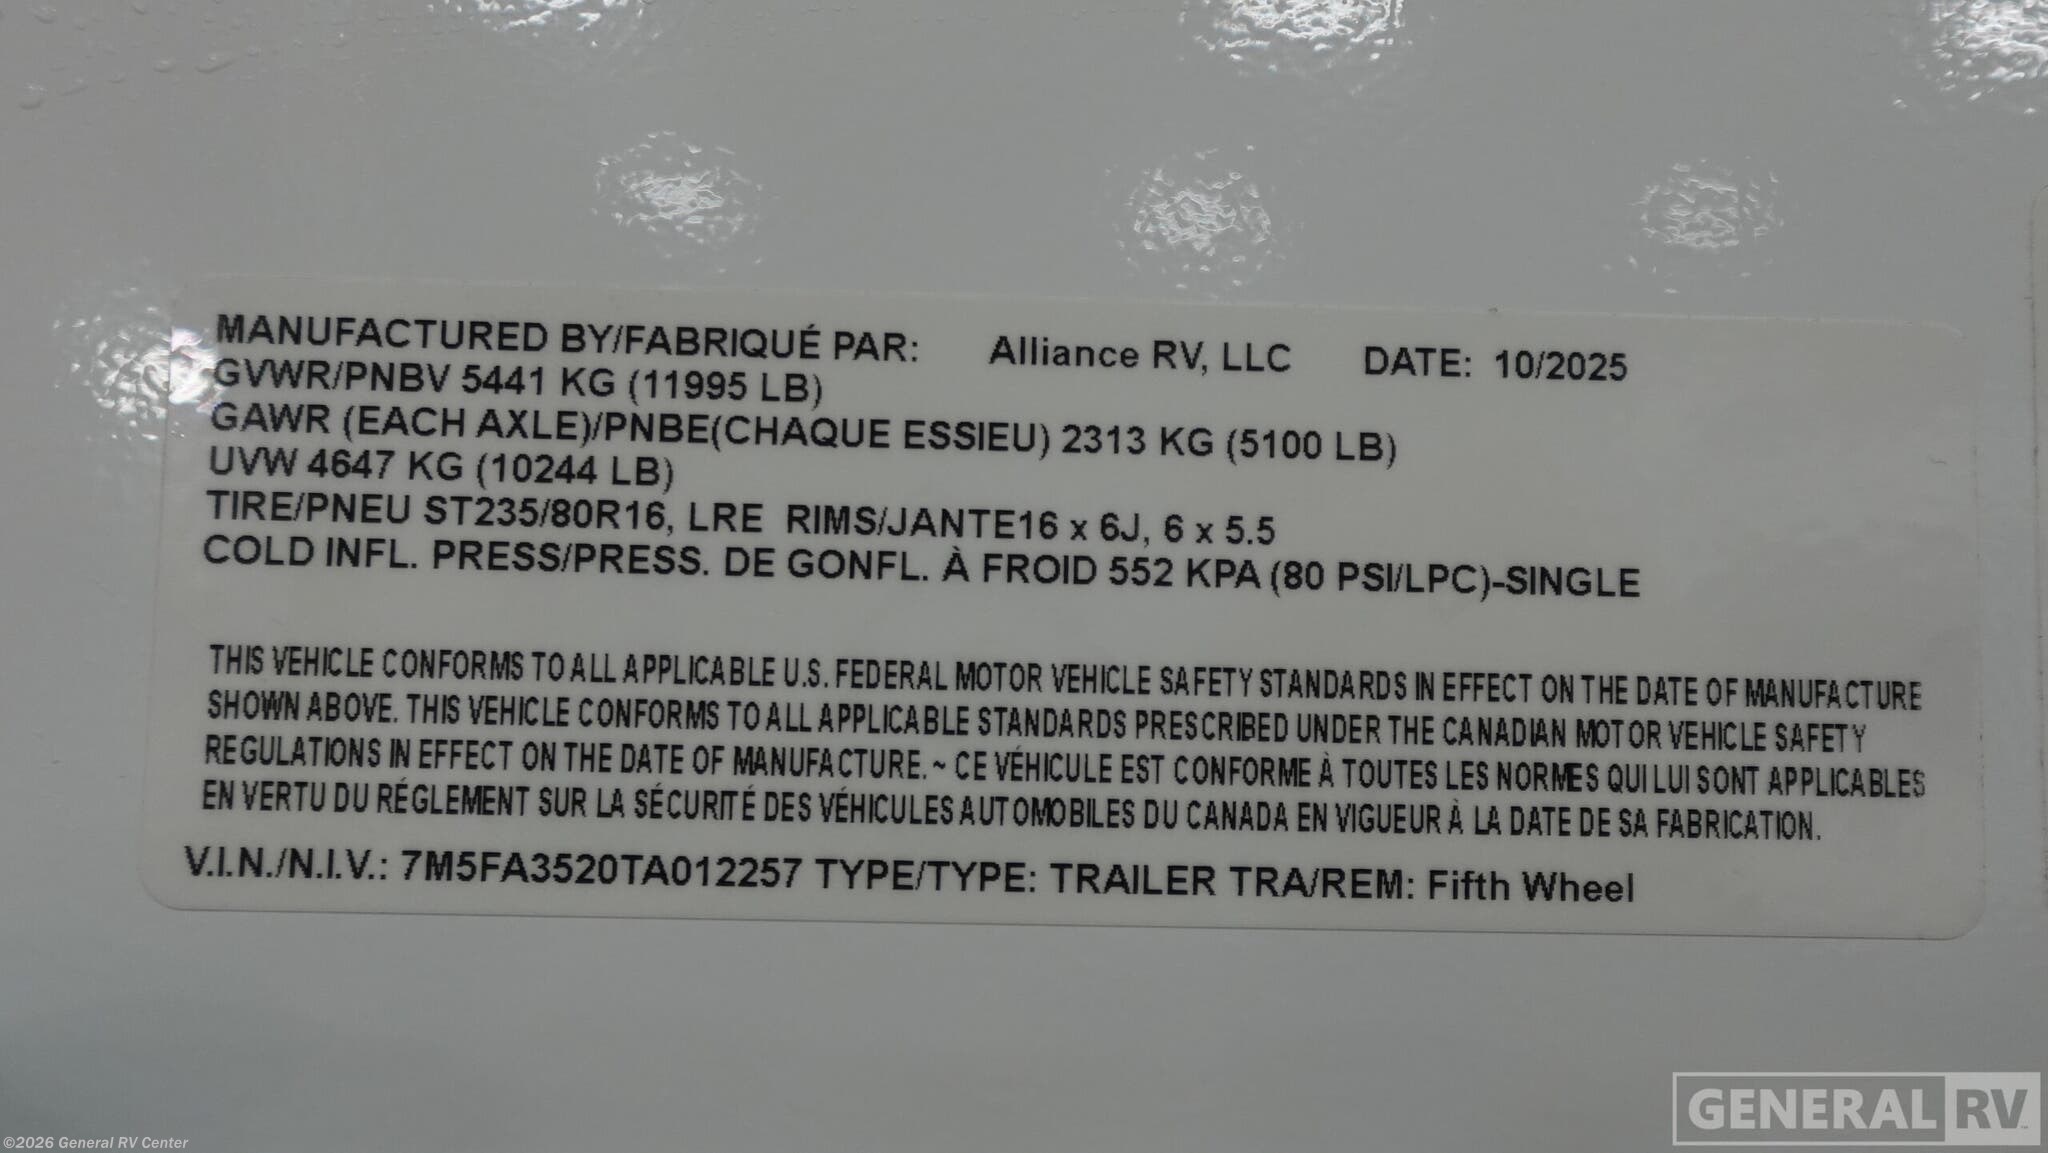 MANUFACTURED BY/FABRIQUÉ PAR: Alliance RV, LLC DATE: 10/2025
GVWR/PNBV 5441 KG (11995 LB)
GAWR (EACH AXLE)/PNBE(CHAQUE ESSIEU) 2313 KG (5100 LB)
UVW 4647 KG (10244 LB)
TIRE/PNEU ST235/80R16, LRE RIMS/JANTE16 x 6J, 6 x 5.5
COLD INFL. PRESS/PRESS. DE GONFL. À FROID 552 KPA (80 PSI/LPC)-SINGLE
THIS VEHICLE CONFORMS TO ALL APPLICABLE U.S. FEDERAL MOTOR VEHICLE SAFETY STANDARDS IN EFFECT ON THE DATE OF MANUFACTURE
SHOWN ABOVE. THIS VEHICLE CONFORMS TO ALL APPLICABLE STANDARDS PRESCRIBED UNDER THE CANADIAN MOTOR VEHICLE SAFETY
REGULATIONS IN EFFECT ON THE DATE OF MANUFACTURE. ~ CE VÉHICULE EST CONFORME À TOUTES LES NORMES QUI LUI SONT APPLICABLES
EN VERTU DU RÉGLEMENT SUR LA SÉCURITÉ DES VÉHICULES AUTOMOBILES DU CANADA EN VIGUEUR À LA DATE DE SA FABRICATION.
V.I.N./N.I.V.: 7M5FA3520TA012257 TYPE/TYPE: TRAILER TRA/REM: Fifth Wheel
GENERAL RV
©2026 General RV Center